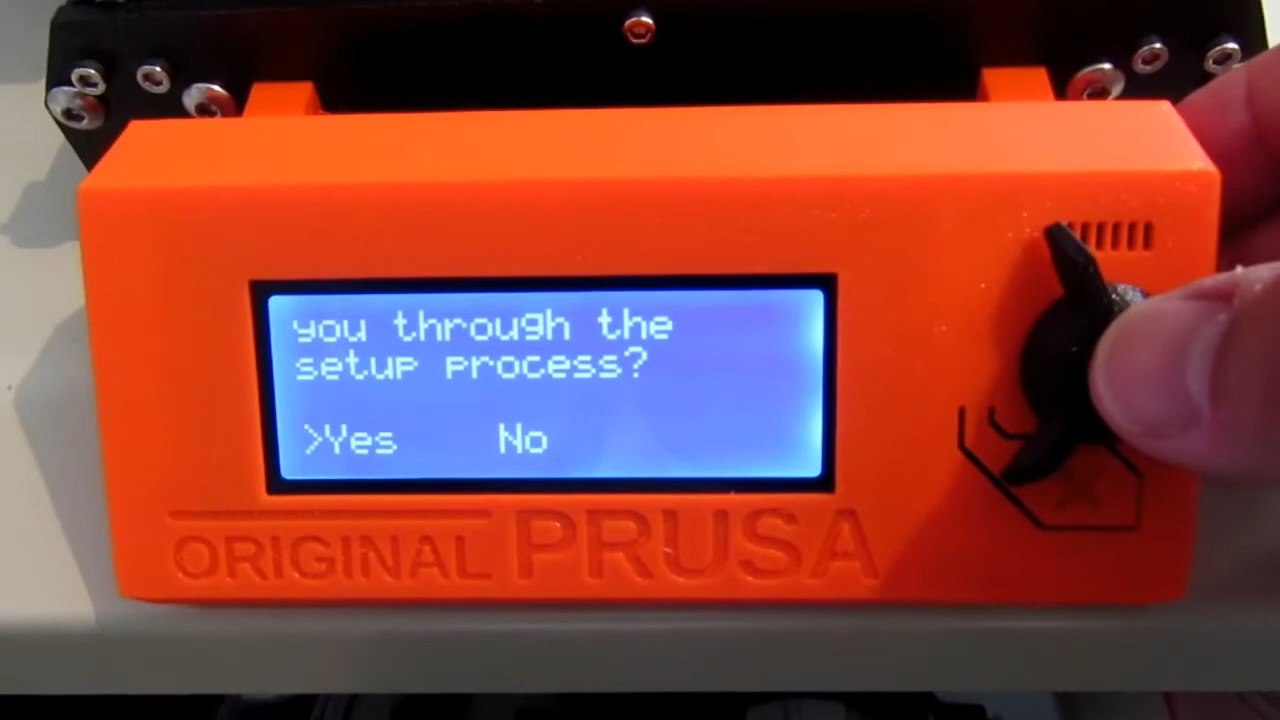 you through the
setup process?
>Yes No
ORIGINAL PRUSA